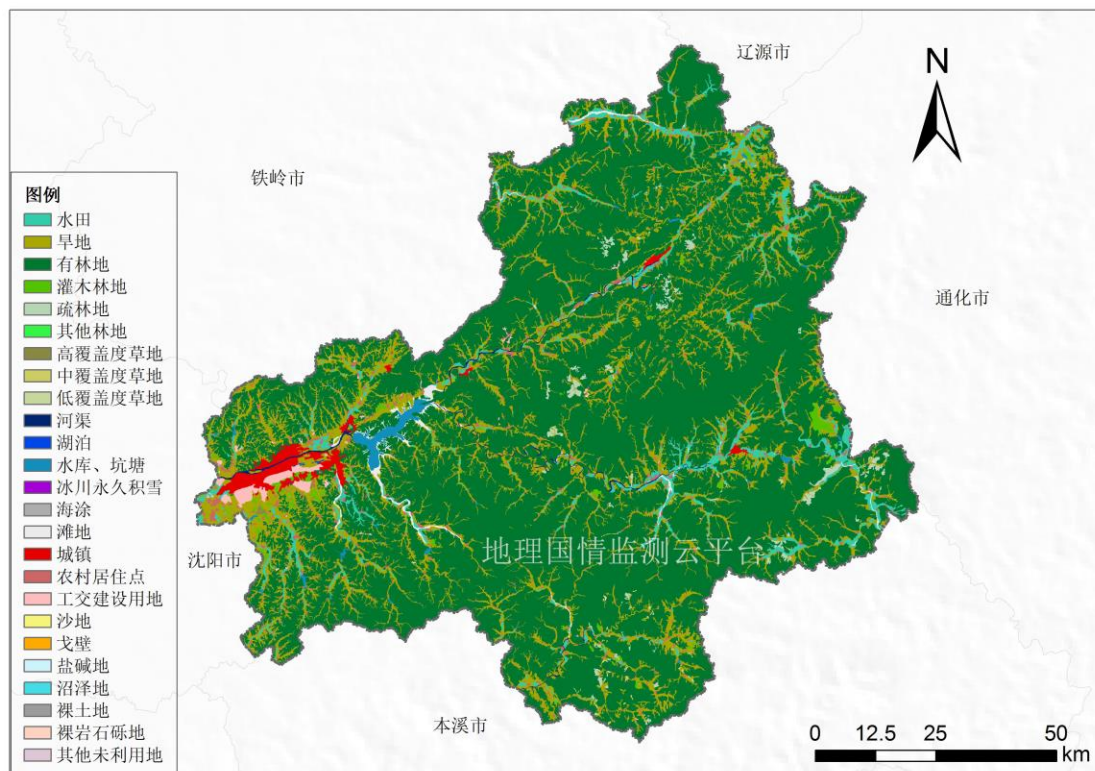 辽源市
N
铁岭市
图例
水田
旱地
有林地
灌木林地
疏林地
其他林地
高覆盖度草地
中覆盖度草地
低覆盖度草地
河渠
湖泊
水库、坑塘
冰川永久积雪
海涂
滩地
城镇
农村居住点
工交建设用地
沙地
戈壁
盐碱地
沼泽地
裸土地
裸岩石砾地
其他未利用地
通化市
沈阳市
地理国情监测云平台
本溪市
0 12.5 25 50
km